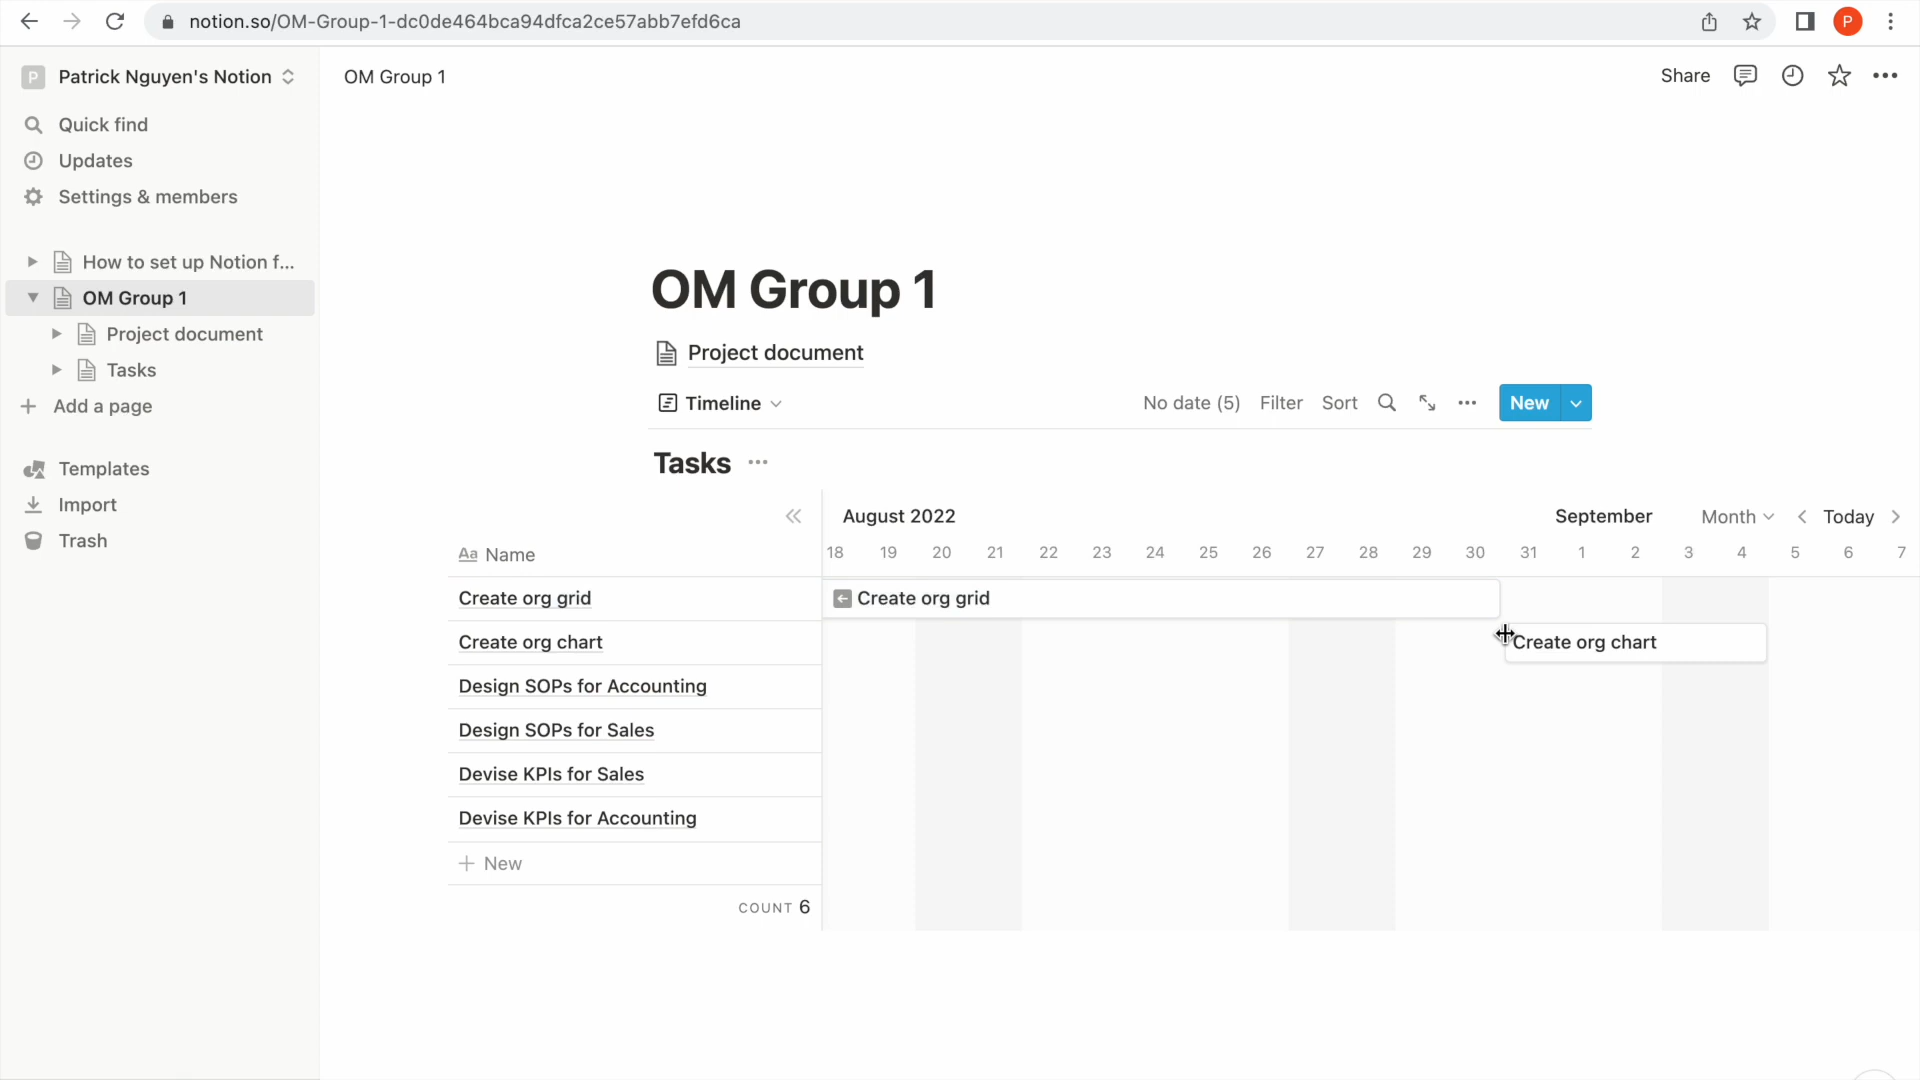 notion.so/OM-Group-1-dc0de464bca94dfca2ce57abb7efd6ca
P
P Patrick Nguyen's Notion
OM Group 1
Share
Quick find
Updates
Settings & members
How to set up Notion f...
OM Group 1
Project document
Tasks
Add a page
Templates
Import
Trash
OM Group 1
Project document
Timeline
No date (5) Filter Sort
New
Tasks
August 2022 September Month Today
Aa Name
18 19 20 21 22 23 24 25 26 27 28 29 30 31 1 2 3 4 5 6 7
Create org grid Create org grid
Create org chart Create org chart
Design SOPs for Accounting
Design SOPs for Sales
Devise KPIs for Sales
Devise KPIs for Accounting
+ New
COUNT 6